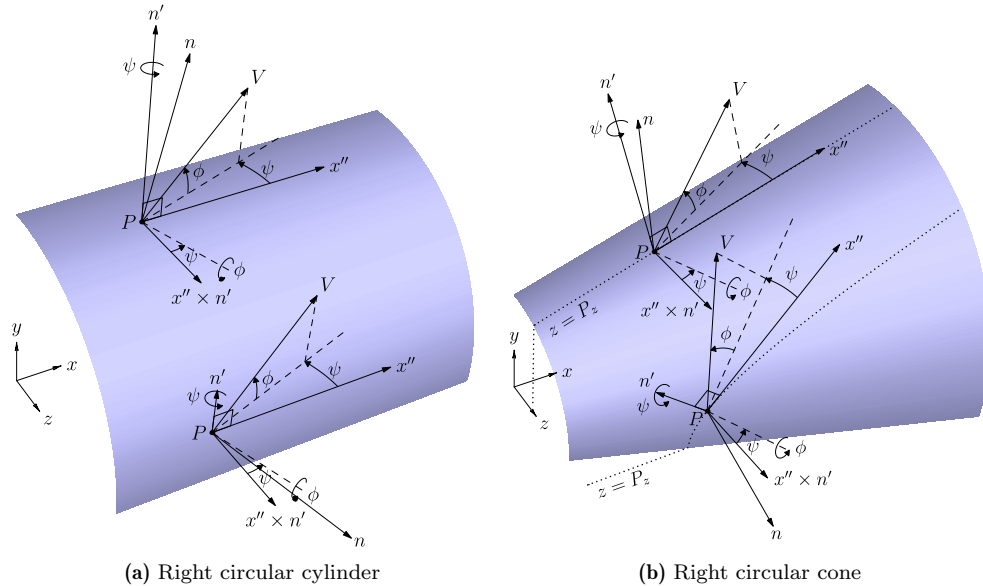 n′
n
ψ
V
ϕ
ψ
x″
P
ψ
ϕ
x″ × n′
V
y
x
z
n′
ψ
ϕ
ψ
x″
P
ψ
ϕ
x″ × n′
n
(a) Right circular cylinder
n′
n
ψ
V
ψ
x″
ϕ
P
ψ
ϕ
x″ × n′
z = P_z
V
x″
ψ
ϕ
y
x
z
n′
ψ
P
ψ
ϕ
x″ × n′
z = P_z
n
(b) Right circular cone